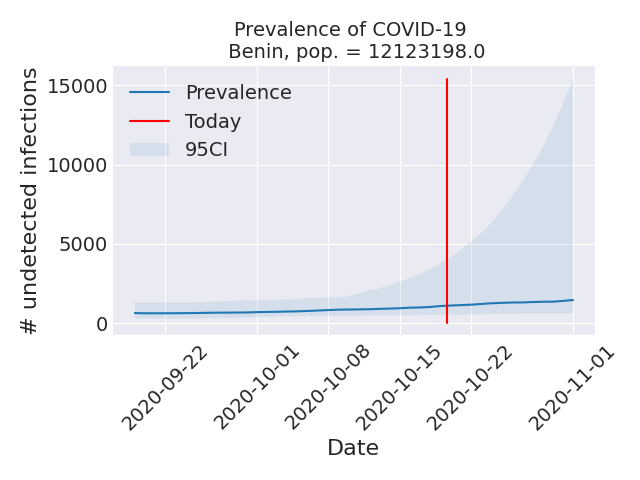 Prevalence of COVID-19
Benin, pop. = 12123198.0
# undetected infections
15000
10000
5000
0
Prevalence
Today
95CI
2020-09-22
2020-10-01
2020-10-08
2020-10-15
2020-10-22
2020-11-01
Date